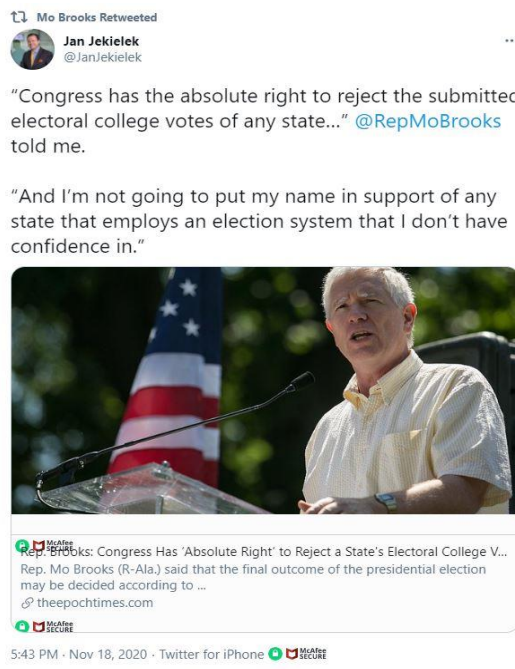 Mo Brooks Retweeted
Jan Jekielek
@JanJekielek
“Congress has the absolute right to reject the submitted
electoral college votes of any state...” @RepMoBrooks
told me.
“And I’m not going to put my name in support of any
state that employs an election system that I don’t have
confidence in.”
McAfee
SECURE
Rep. Brooks: Congress Has ‘Absolute Right’ to Reject a State’s Electoral College V...
Rep. Mo Brooks (R-Ala.) said that the final outcome of the presidential election
may be decided according to ...
theepochtimes.com
McAfee
SECURE
5:43 PM · Nov 18, 2020 · Twitter for iPhone McAfee
SECURE